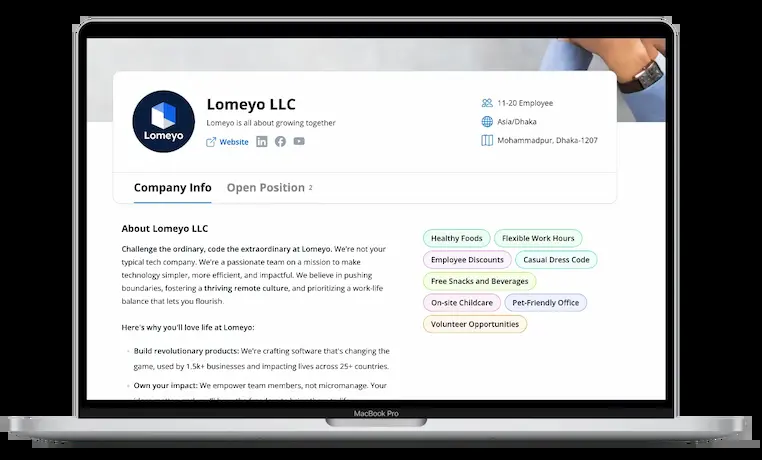 Lomeyo
Lomeyo LLC
Lomeyo is all about growing together
Website
11-20 Employee
Asia/Dhaka
Mohammadpur, Dhaka-1207
Company Info
Open Position 2
About Lomeyo LLC
Challenge the ordinary, code the extraordinary at Lomeyo. We're not your
typical tech company. We're a passionate team on a mission to make
technology simpler, more efficient, and impactful. We believe in pushing
boundaries, fostering a thriving remote culture, and prioritizing a work-life
balance that lets you flourish.
Here's why you'll love life at Lomeyo:
Build revolutionary products: We're crafting software that's changing the
game, used by 1.5k+ businesses and impacting lives across 25+ countries.
Own your impact: We empower team members, not micromanage. Your
Healthy Foods
Flexible Work Hours
Employee Discounts
Casual Dress Code
Free Snacks and Beverages
On-site Childcare
Pet-Friendly Office
Volunteer Opportunities
MacBook Pro